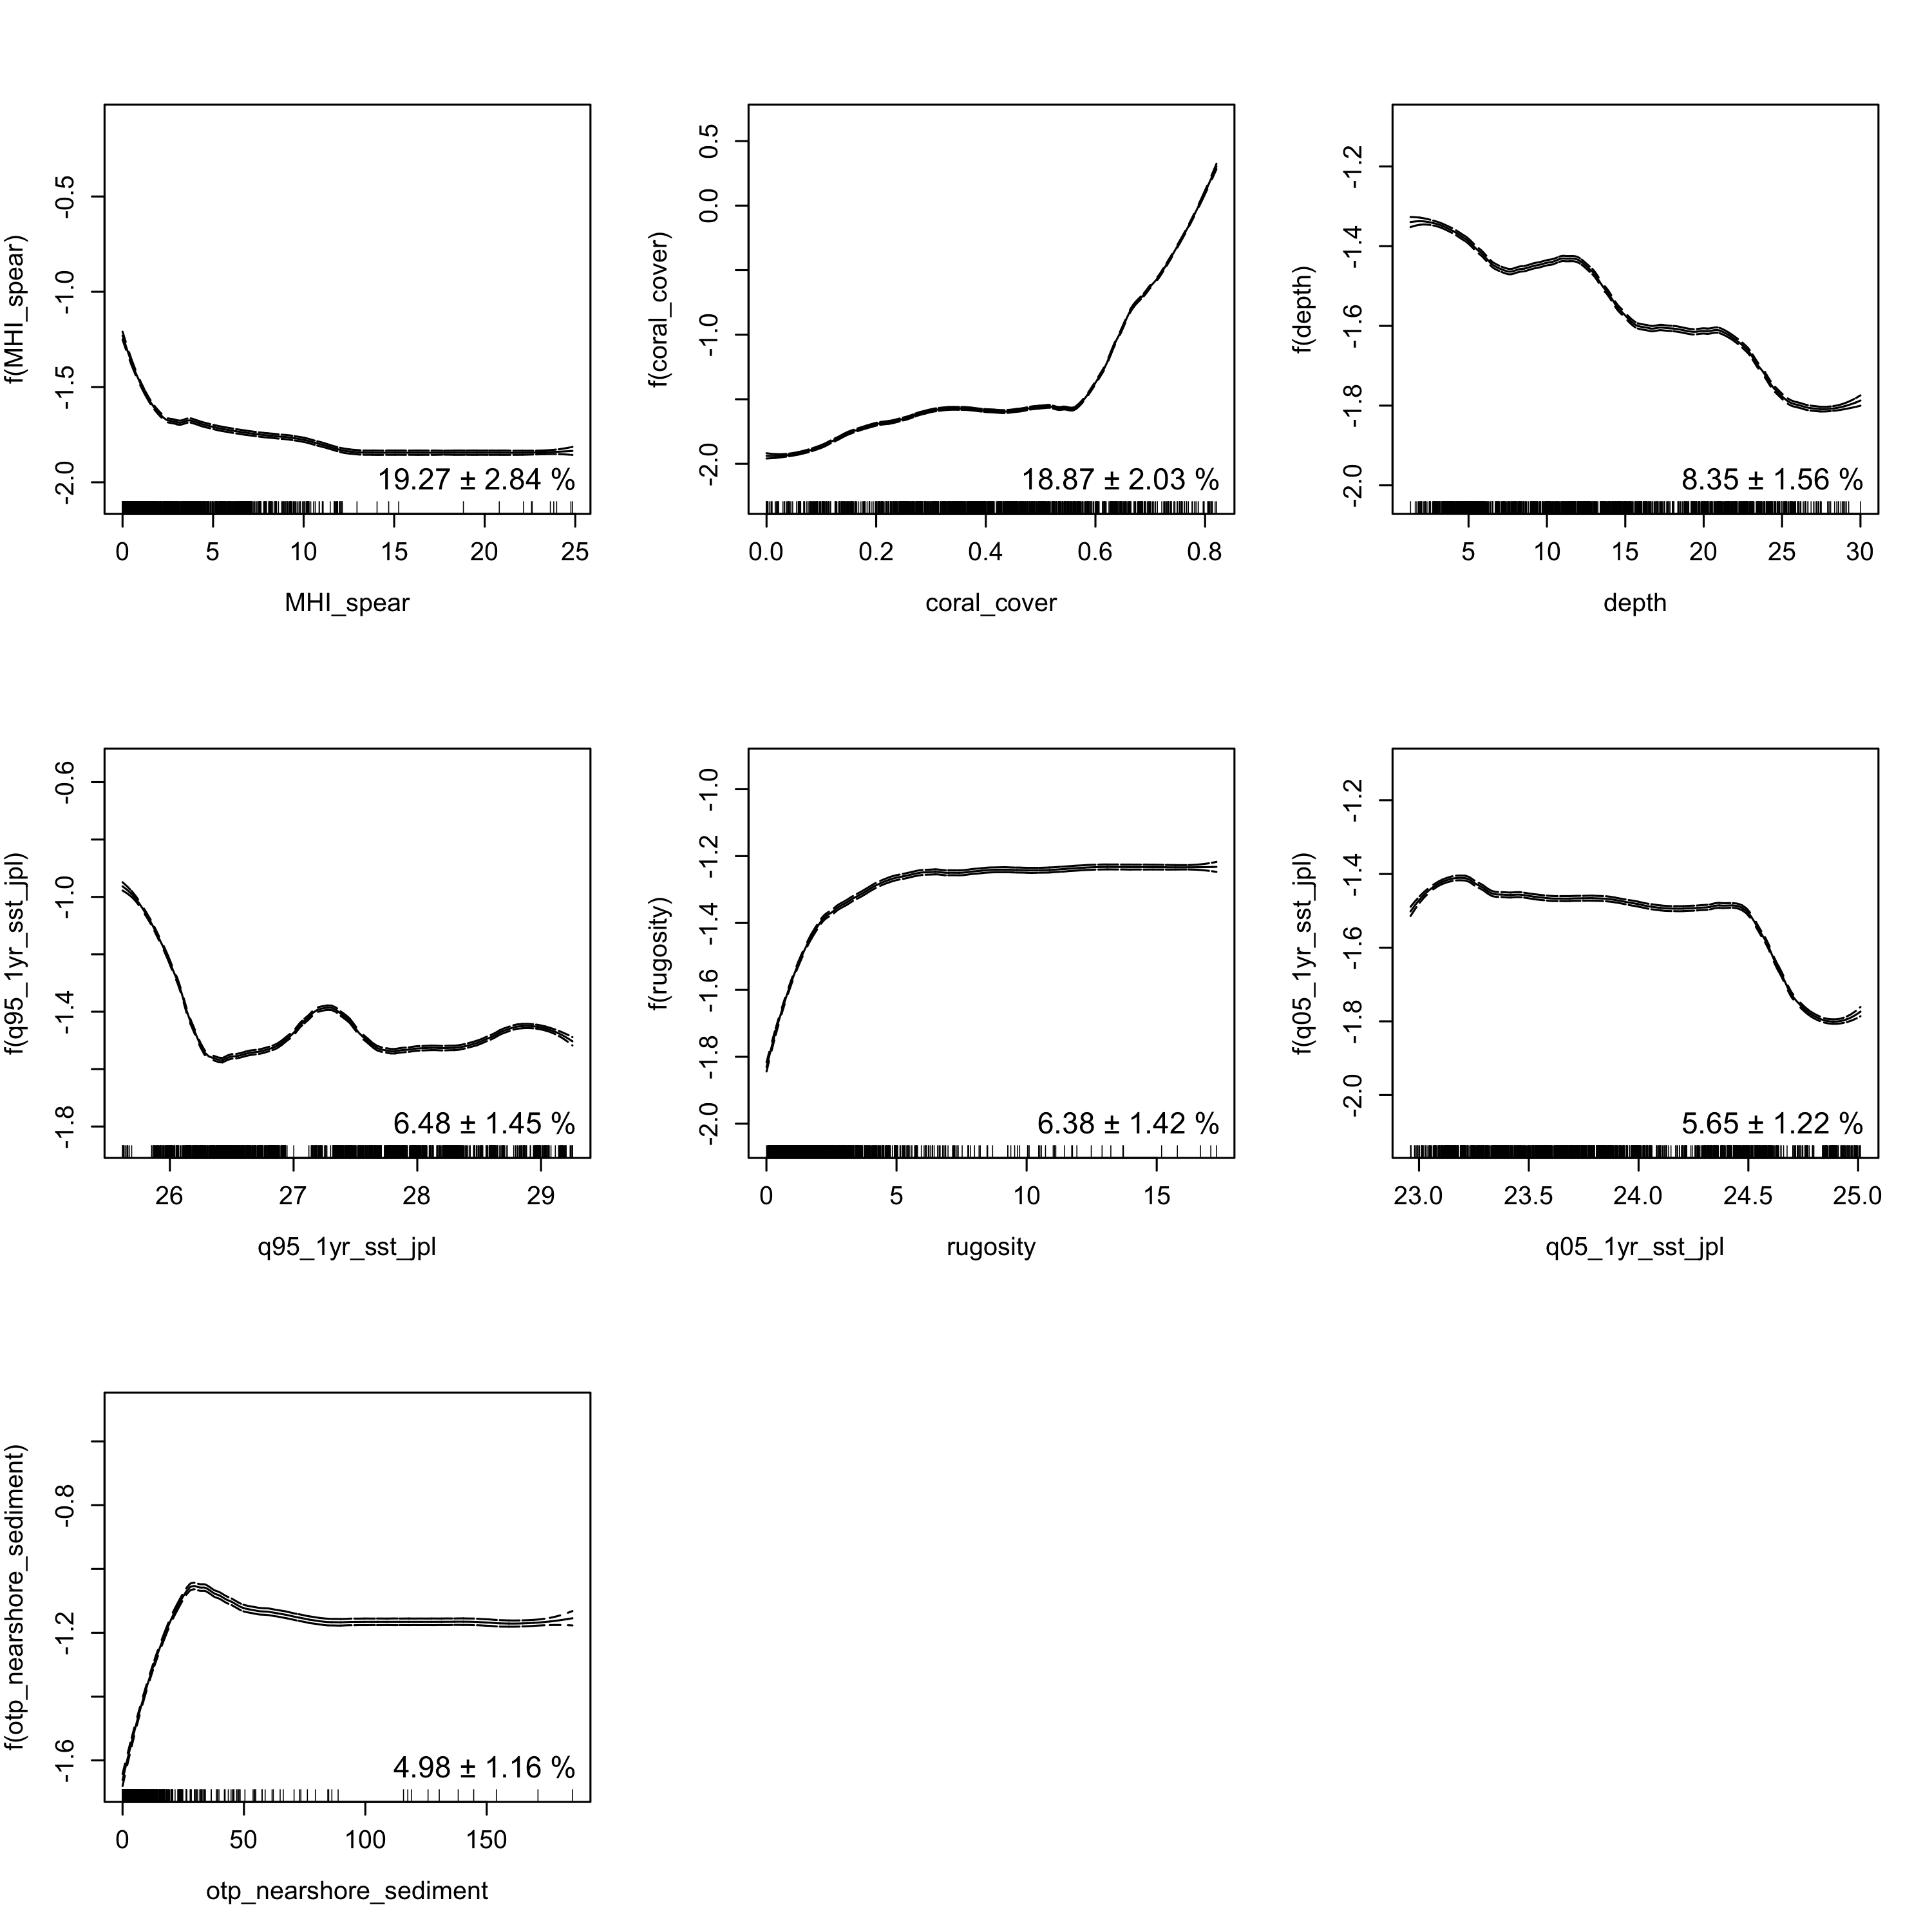 f(MHI_spear)
-0.5
-1.0
-1.5
-2.0
19.27 ± 2.84 %
0 5 10 15 20 25
MHI_spear
f(coral_cover)
0.5
0.0
-1.0
-2.0
18.87 ± 2.03 %
0.0 0.2 0.4 0.6 0.8
coral_cover
f(depth)
-1.2
-1.4
-1.6
-1.8
-2.0
8.35 ± 1.56 %
5 10 15 20 25 30
depth
f(q95_1yr_sst_jpl)
-0.6
-1.0
-1.4
-1.8
6.48 ± 1.45 %
26 27 28 29
q95_1yr_sst_jpl
f(rugosity)
-1.0
-1.2
-1.4
-1.6
-1.8
-2.0
6.38 ± 1.42 %
0 5 10 15
rugosity
f(q05_1yr_sst_jpl)
-1.2
-1.4
-1.6
-1.8
-2.0
5.65 ± 1.22 %
23.0 23.5 24.0 24.5 25.0
q05_1yr_sst_jpl
f(otp_nearshore_sediment)
-0.8
-1.2
-1.6
4.98 ± 1.16 %
0 50 100 150
otp_nearshore_sediment